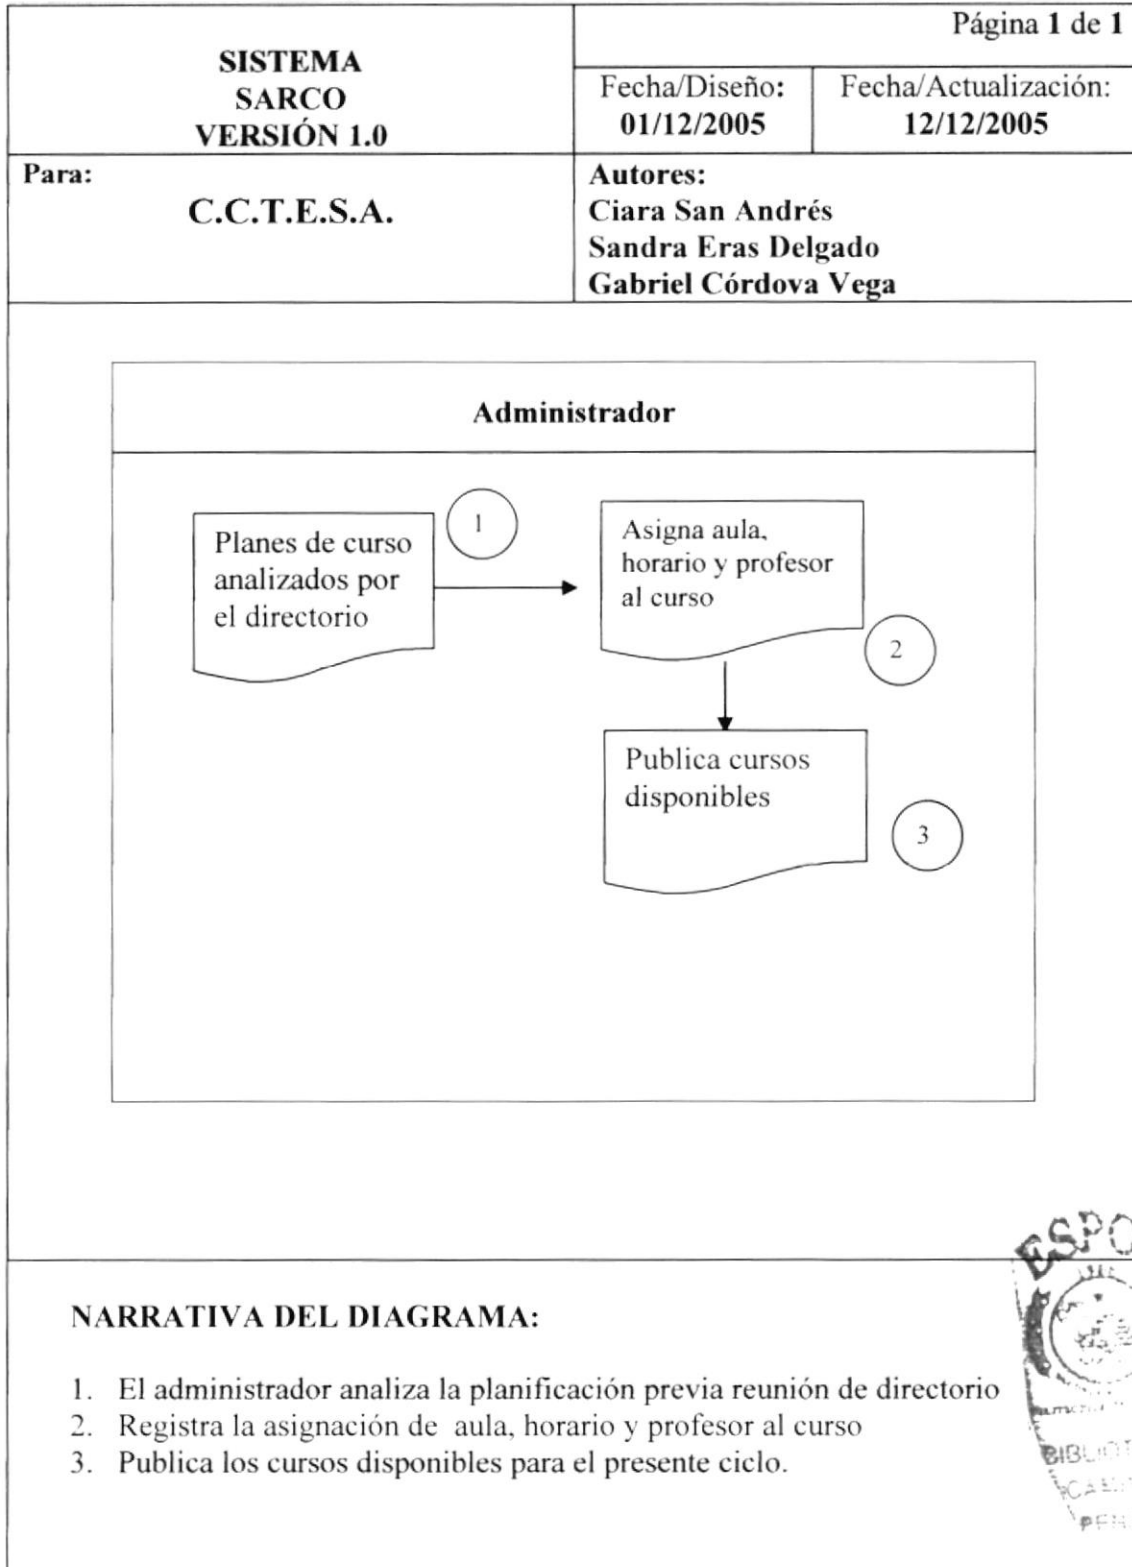 Página 1 de 1
SISTEMA
SARCO
VERSIÓN 1.0
Fecha/Diseño:
01/12/2005
Fecha/Actualización:
12/12/2005
Para:
C.C.T.E.S.A.
Autores:
Ciara San Andrés
Sandra Eras Delgado
Gabriel Córdova Vega
Administrador
Planes de curso
analizados por
el directorio
1
Asigna aula,
horario y profesor
al curso
2
Publica cursos
disponibles
3
NARRATIVA DEL DIAGRAMA:
1. El administrador analiza la planificación previa reunión de directorio
2. Registra la asignación de aula, horario y profesor al curso
3. Publica los cursos disponibles para el presente ciclo.